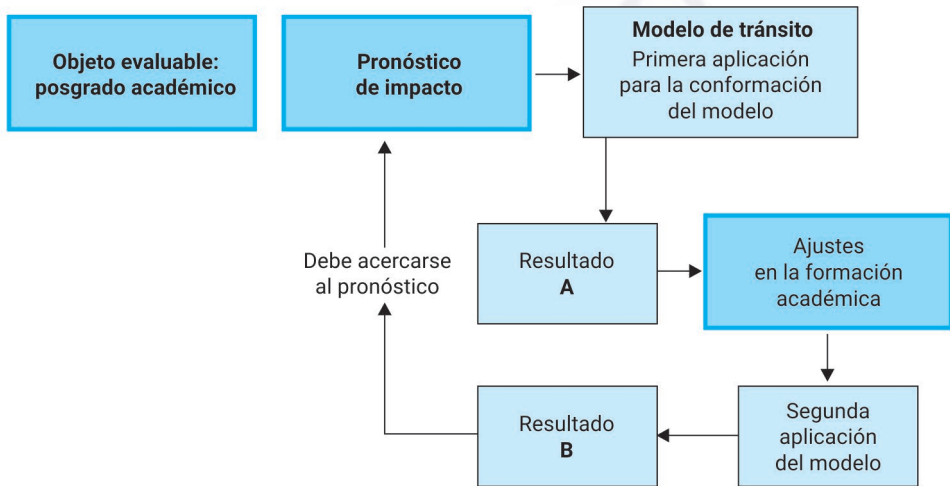 Objeto evaluable:
posgrado académico
Pronóstico
de impacto
Modelo de tránsito
Primera aplicación
para la conformación
del modelo
Resultado
A
Ajustes
en la formación
académica
Debe acercarse
al pronóstico
Resultado
B
Segunda
aplicación
del modelo